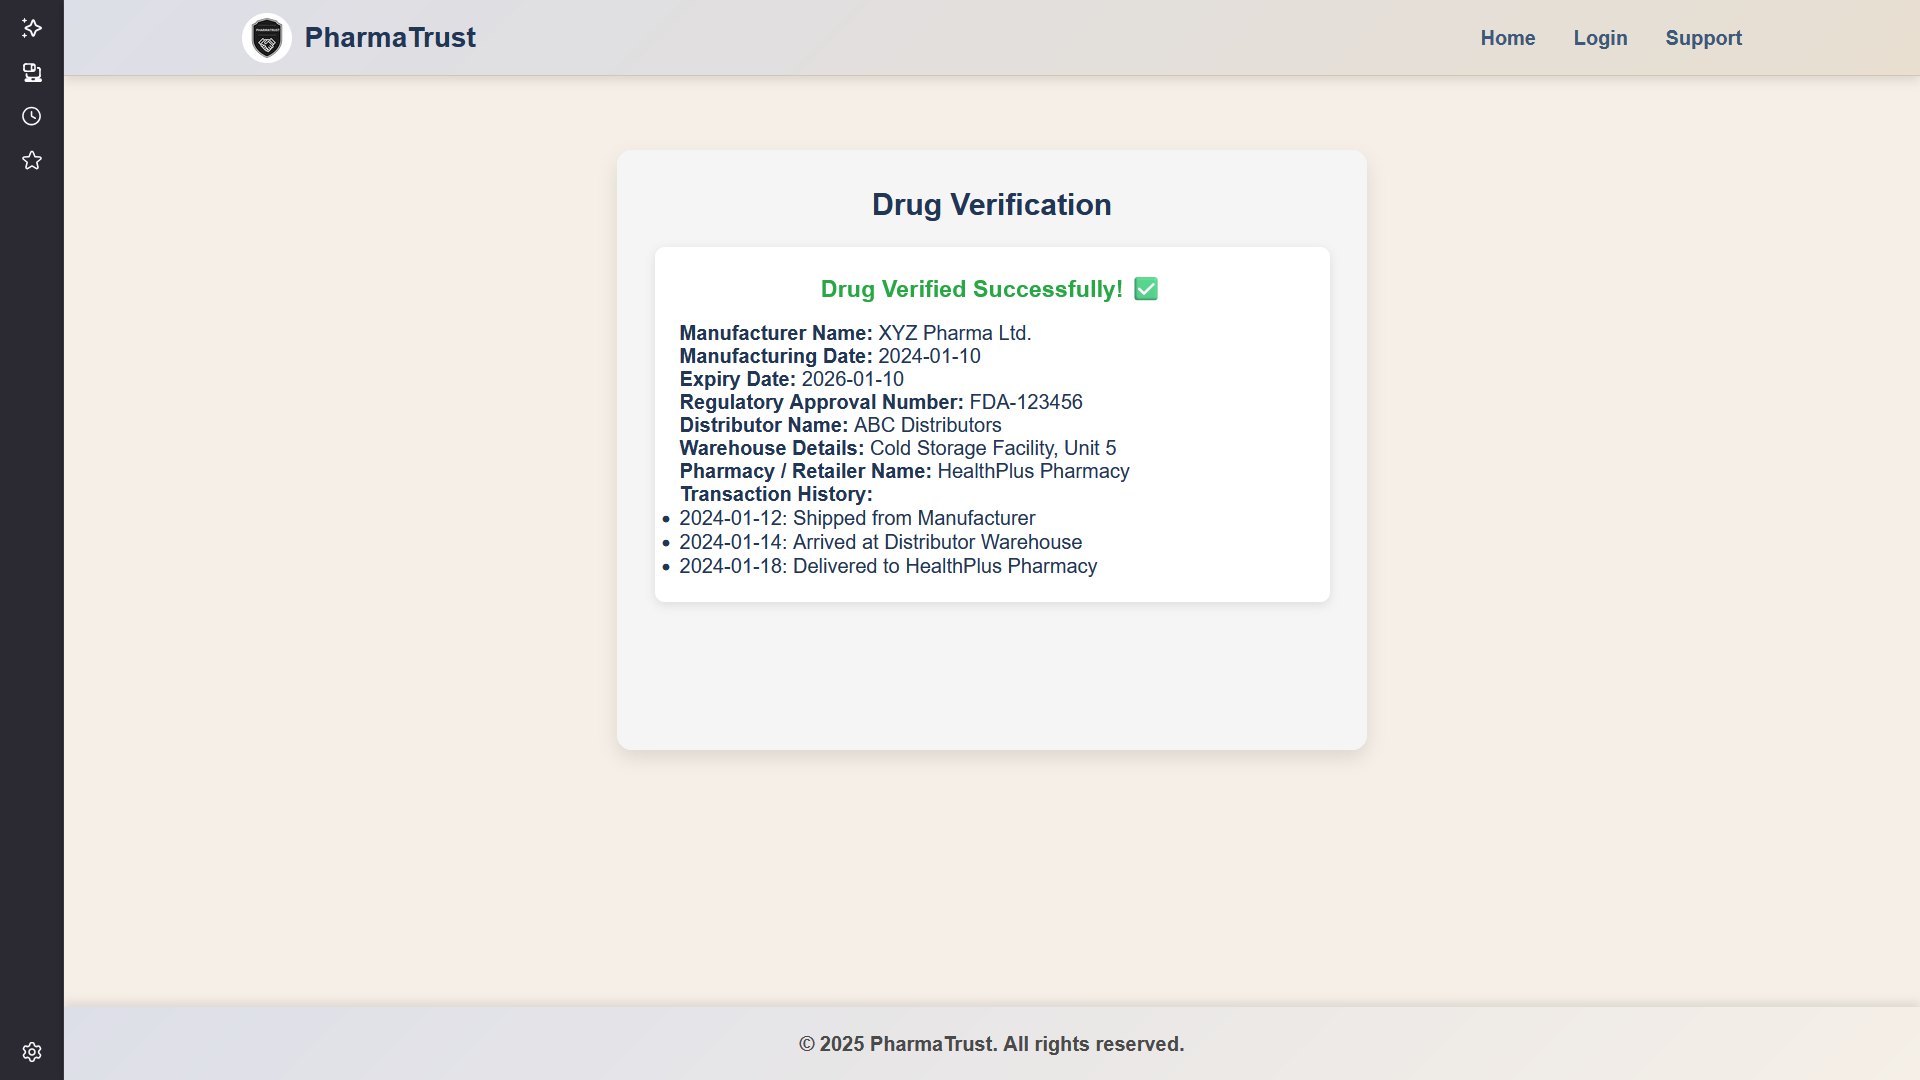 PharmaTrust
Home
Login
Support
Drug Verification
Drug Verified Successfully! ✅
Manufacturer Name: XYZ Pharma Ltd.
Manufacturing Date: 2024-01-10
Expiry Date: 2026-01-10
Regulatory Approval Number: FDA-123456
Distributor Name: ABC Distributors
Warehouse Details: Cold Storage Facility, Unit 5
Pharmacy / Retailer Name: HealthPlus Pharmacy
Transaction History:
• 2024-01-12: Shipped from Manufacturer
• 2024-01-14: Arrived at Distributor Warehouse
• 2024-01-18: Delivered to HealthPlus Pharmacy
© 2025 PharmaTrust. All rights reserved.